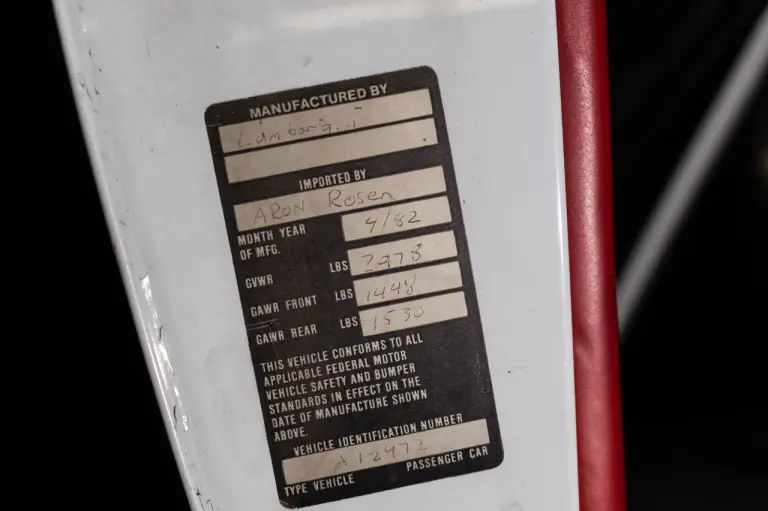 MANUFACTURED BY
Lamborgini
IMPORTED BY
ARON Rosen
MONTH YEAR OF MFG. 4/82
GVWR LBS 2978
GAWR FRONT LBS 1448
GAWR REAR LBS 1530
THIS VEHICLE CONFORMS TO ALL
APPLICABLE FEDERAL MOTOR
VEHICLE SAFETY AND BUMPER
STANDARDS IN EFFECT ON THE
DATE OF MANUFACTURE SHOWN
ABOVE.
VEHICLE IDENTIFICATION NUMBER
A12472
TYPE VEHICLE PASSENGER CAR